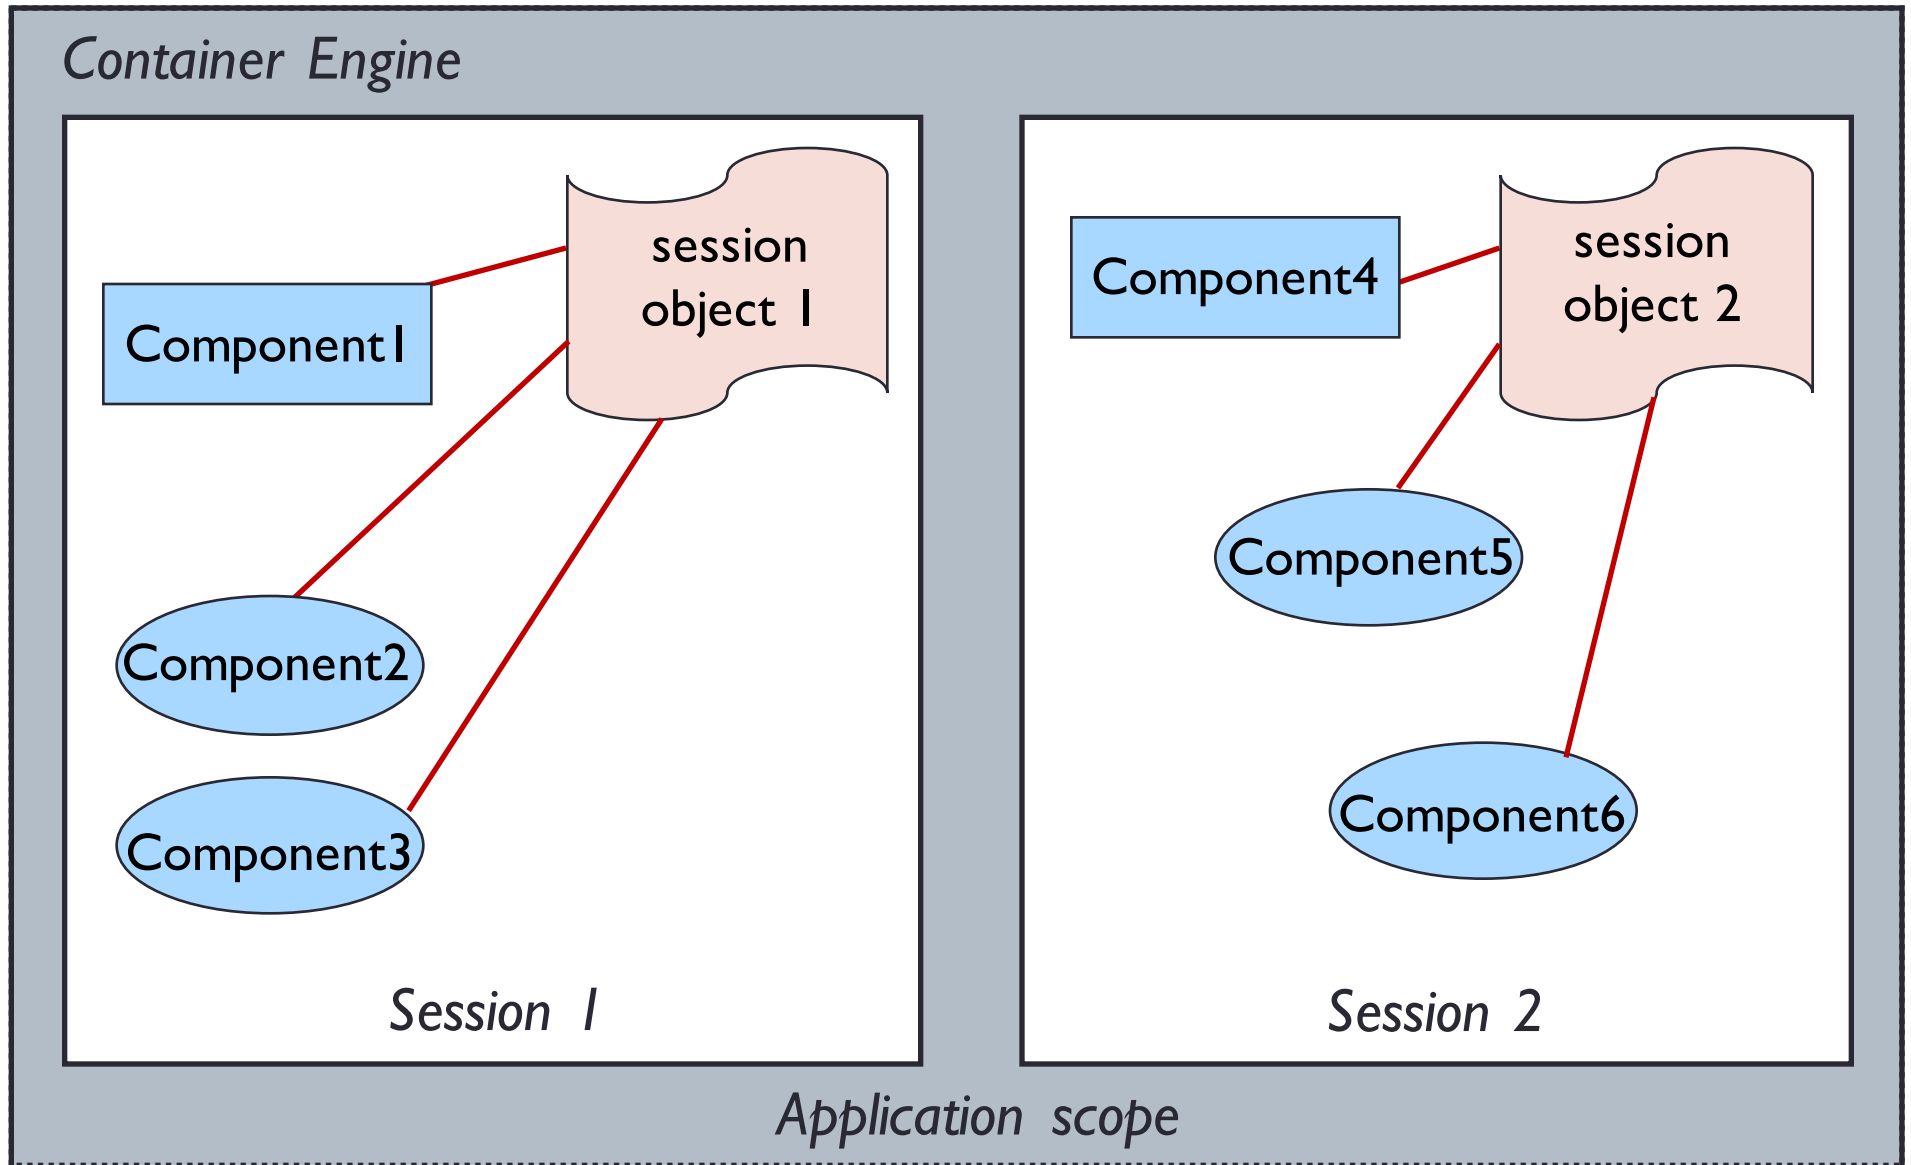 Container Engine
session
object 1
Component1
Component2
Component3
Session 1
session
object 2
Component4
Component5
Component6
Session 2
Application scope